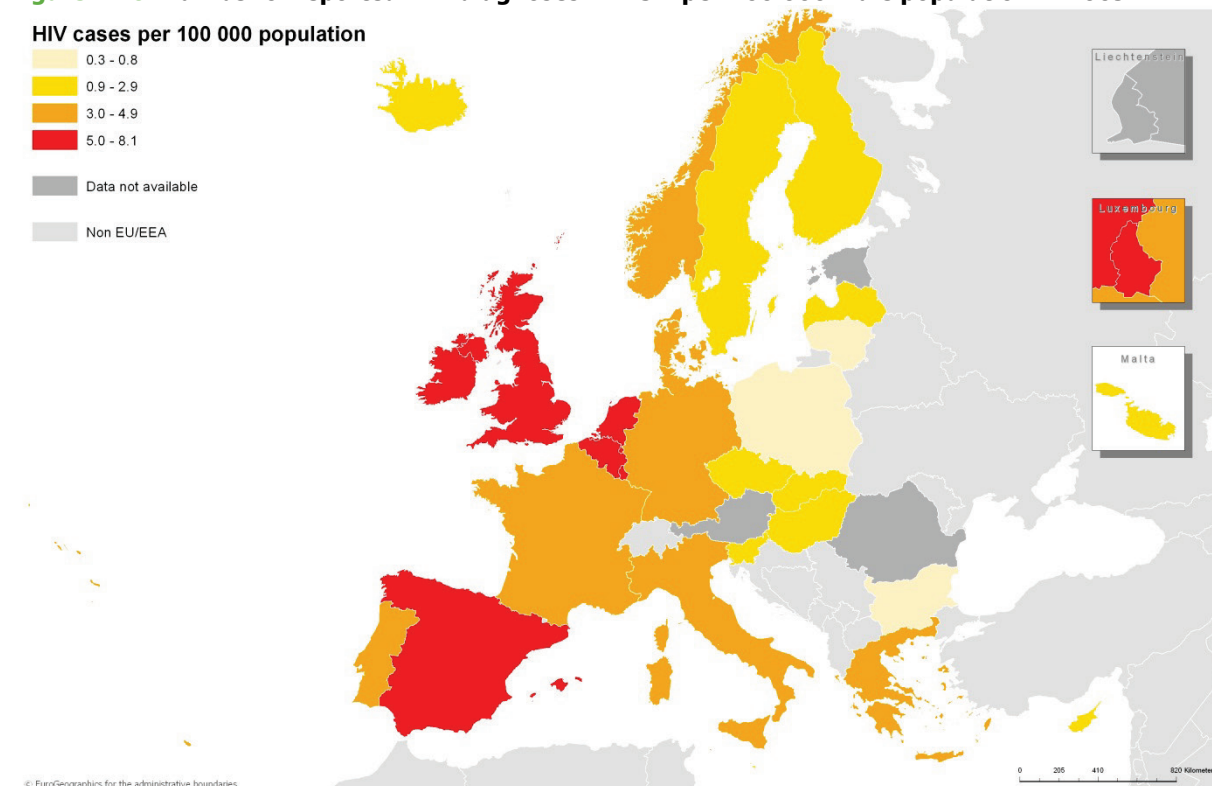 HIV cases per 100 000 population
0.3 - 0.8
0.9 - 2.9
3.0 - 4.9
5.0 - 8.1
Data not available
Non EU/EEA
Liechtenstein
Luxembourg
Malta
0 205 410 820 Kilometer
© EuroGeographics for the administrative boundaries